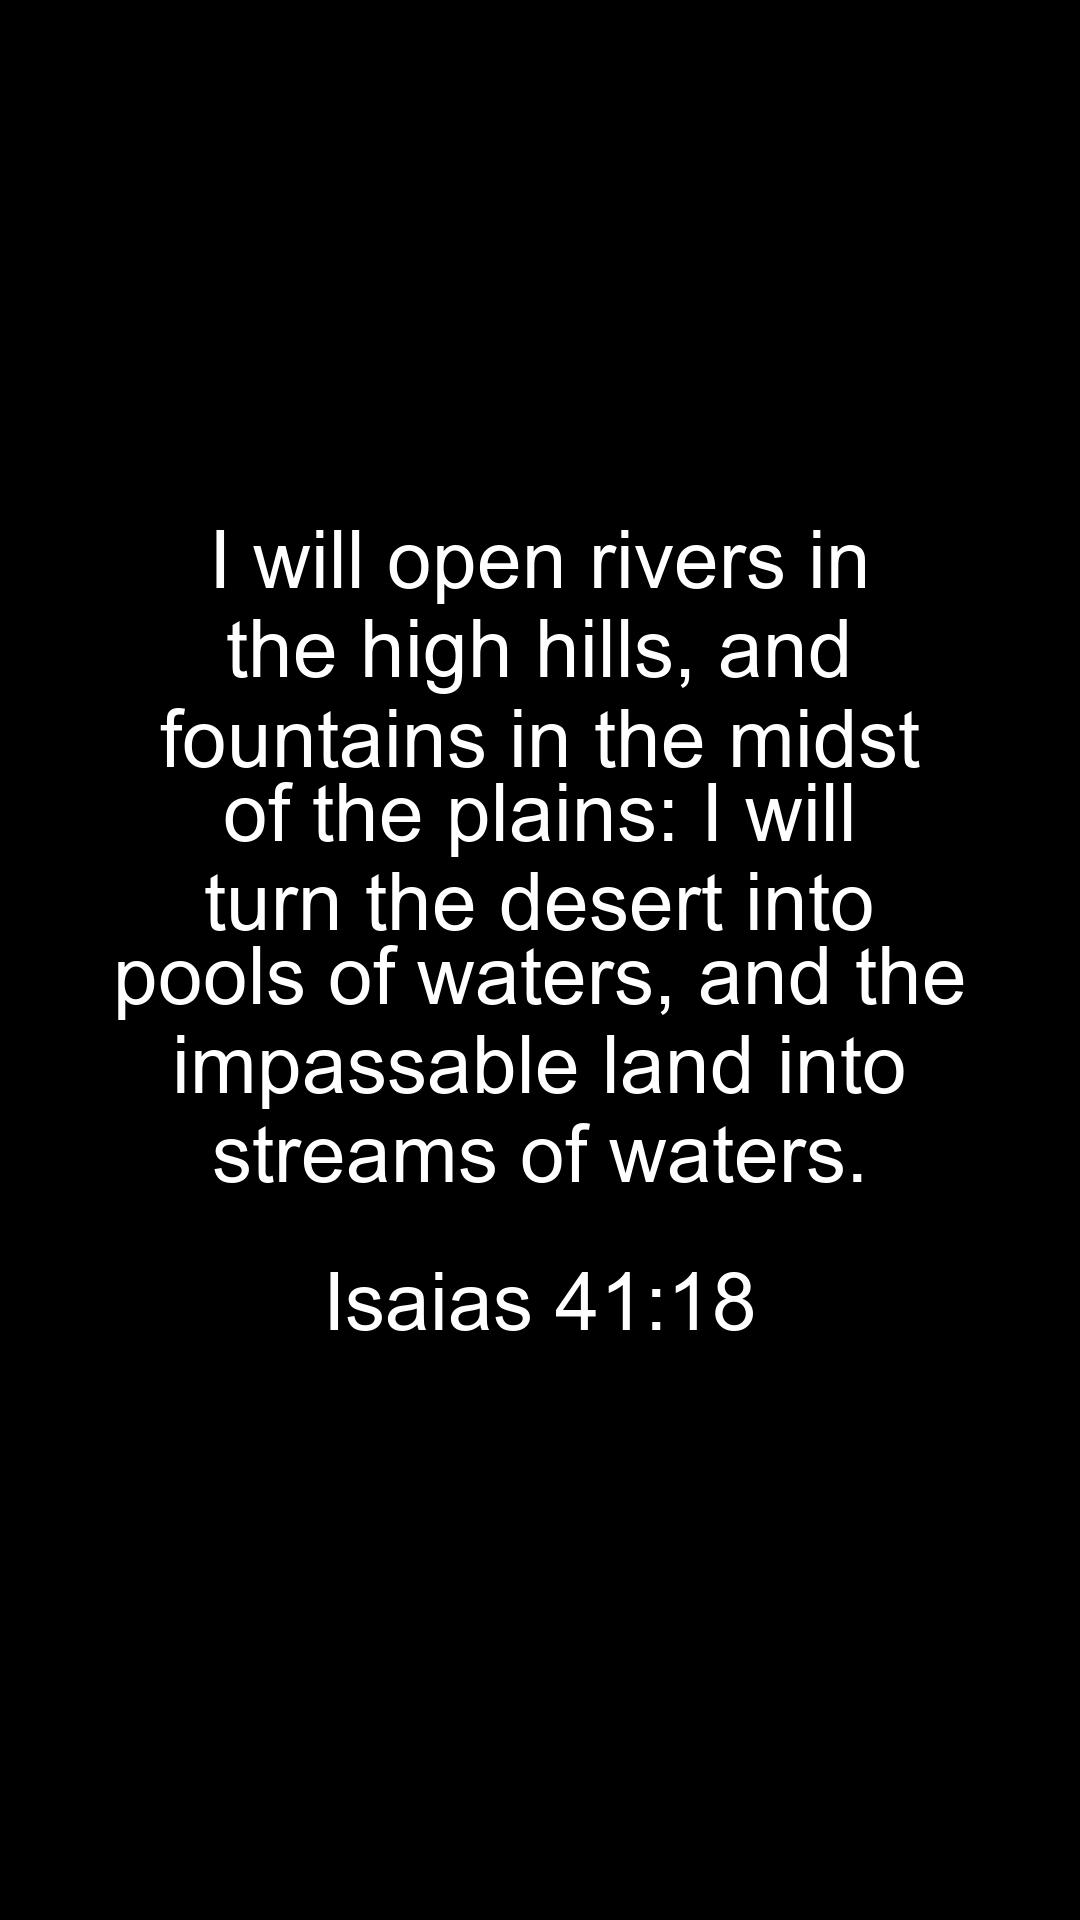 I will open rivers in
the high hills, and
fountains in the midst
of the plains: I will
turn the desert into
pools of waters, and the
impassable land into
streams of waters.
Isaias 41:18